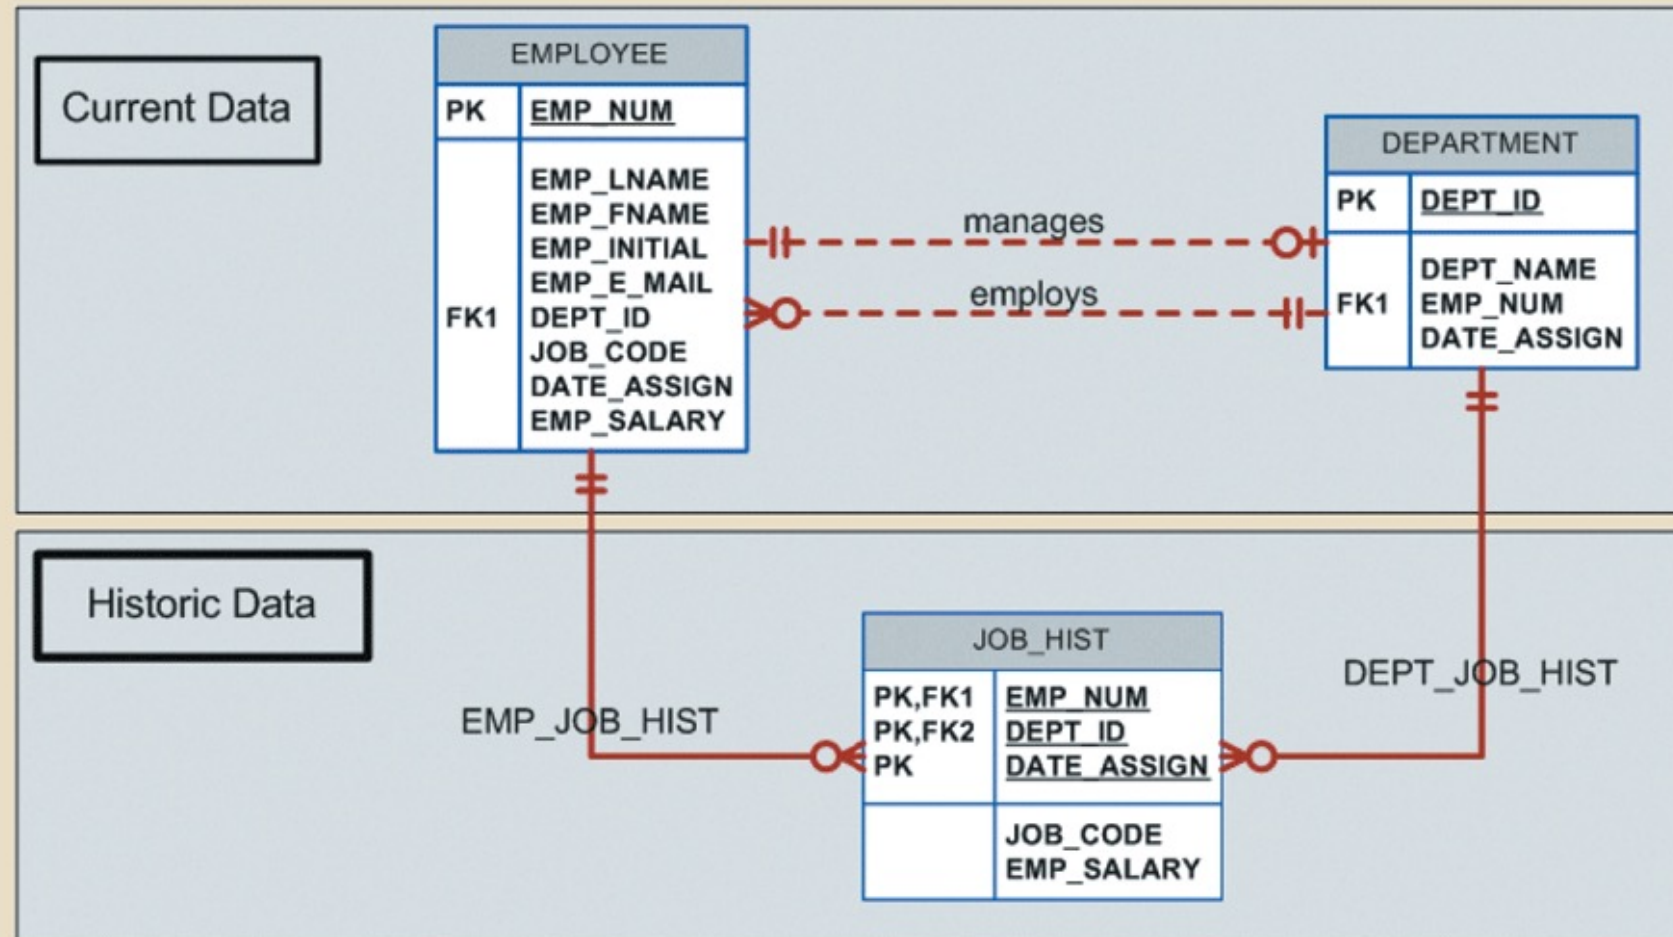 Current Data
EMPLOYEE
PK EMP_NUM
EMP_LNAME
EMP_FNAME
EMP_INITIAL
EMP_E_MAIL
FK1 DEPT_ID
JOB_CODE
DATE_ASSIGN
EMP_SALARY
manages
employs
DEPARTMENT
PK DEPT_ID
DEPT_NAME
FK1 EMP_NUM
DATE_ASSIGN
Historic Data
EMP_JOB_HIST
JOB_HIST
PK,FK1 EMP_NUM
PK,FK2 DEPT_ID
PK DATE_ASSIGN
JOB_CODE
EMP_SALARY
DEPT_JOB_HIST